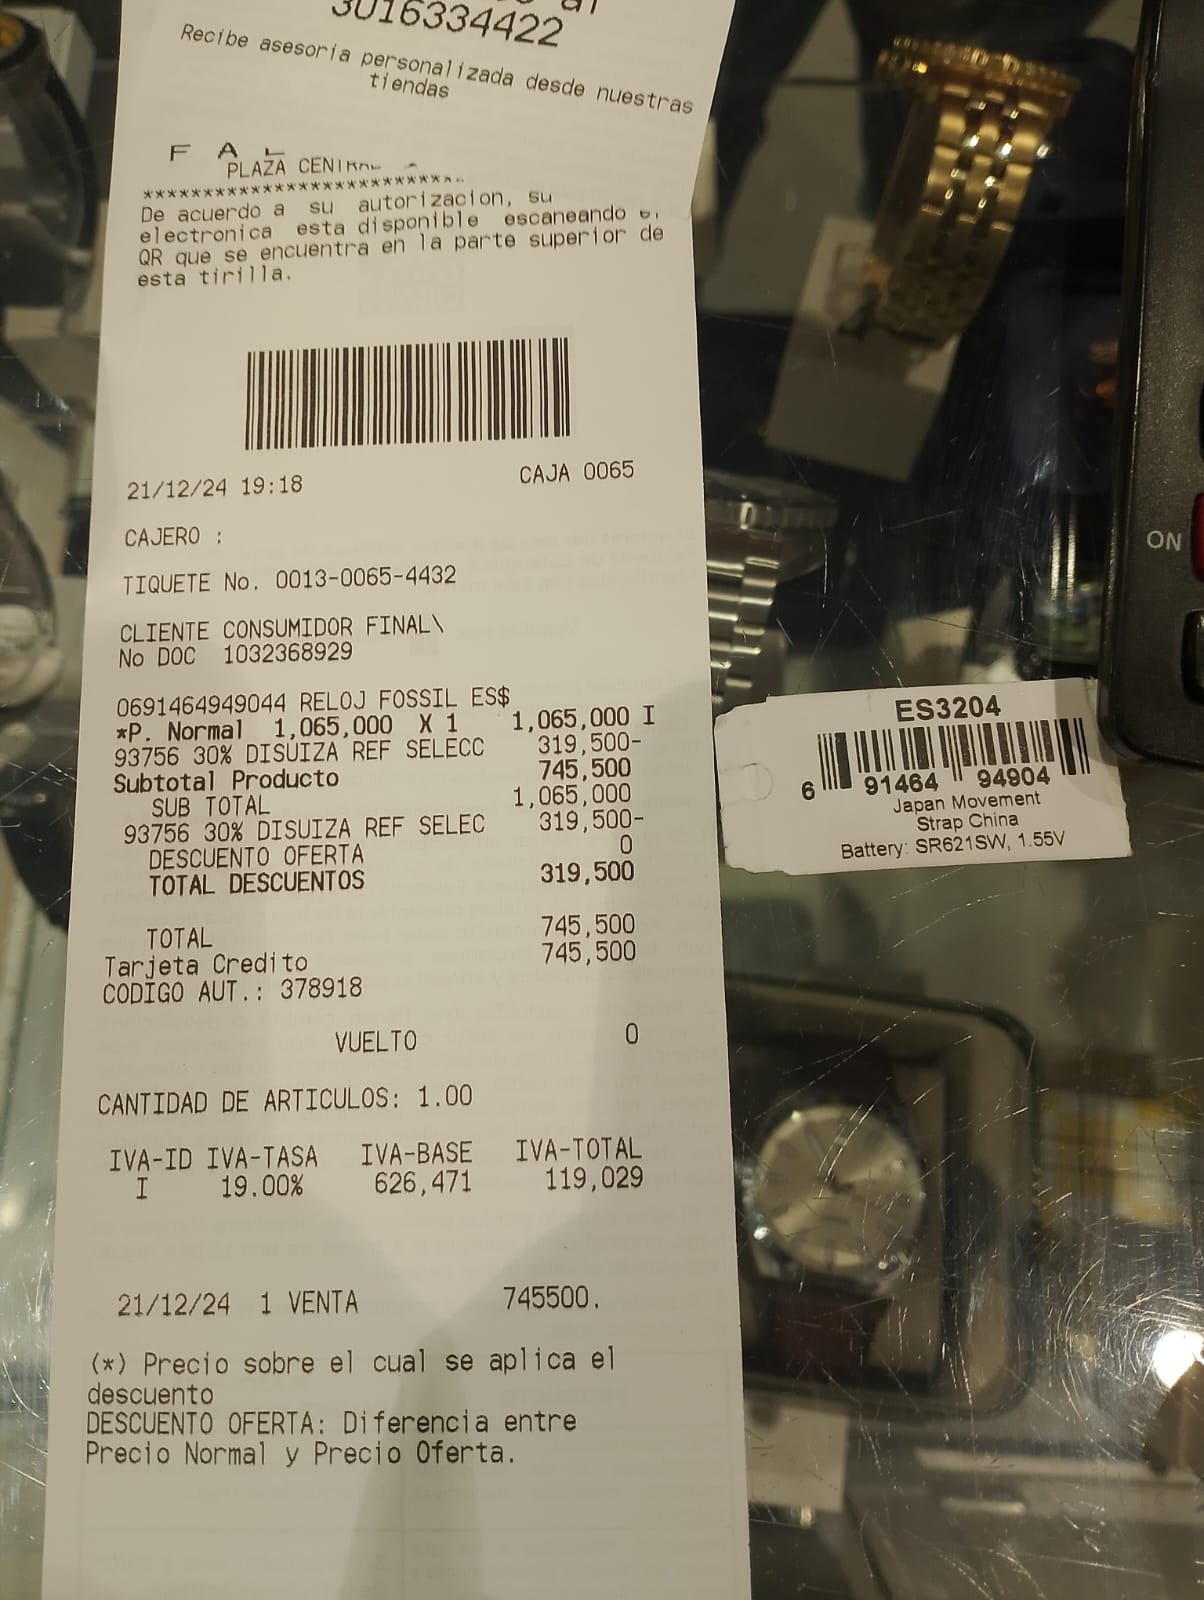 3016334422
Recibe asesoria personalizada desde nuestras
tiendas
F A L
PLAZA
***************************
De acuerdo a su autorizacion, su
electronica esta disponible escaneando
QR que se encuentra en la parte superior de
esta tirilla.
21/12/24 19:18 CAJA 0065
CAJERO :
TIQUETE No. 0013-0065-4432
CLIENTE CONSUMIDOR FINAL\
No DOC 1032368929
0691464949044 RELOJ FOSSIL ES$
*P. Normal 1,065,000 X 1 1,065,000 I
93756 30% DISUIZA REF SELECC 319,500-
Subtotal Producto 745,500
SUB TOTAL 1,065,000
93756 30% DISUIZA REF SELEC 319,500-
DESCUENTO OFERTA 0
TOTAL DESCUENTOS 319,500
TOTAL 745,500
Tarjeta Credito 745,500
CODIGO AUT.: 378918
VUELTO 0
CANTIDAD DE ARTICULOS: 1.00
IVA-ID IVA-TASA IVA-BASE IVA-TOTAL
I 19.00% 626,471 119,029
21/12/24 1 VENTA 745500.
(*) Precio sobre el cual se aplica el
descuento
DESCUENTO OFERTA: Diferencia entre
Precio Normal y Precio Oferta.
ES3204
6 91464 94904
Japan Movement
Strap China
Battery: SR621SW, 1.55V
ON